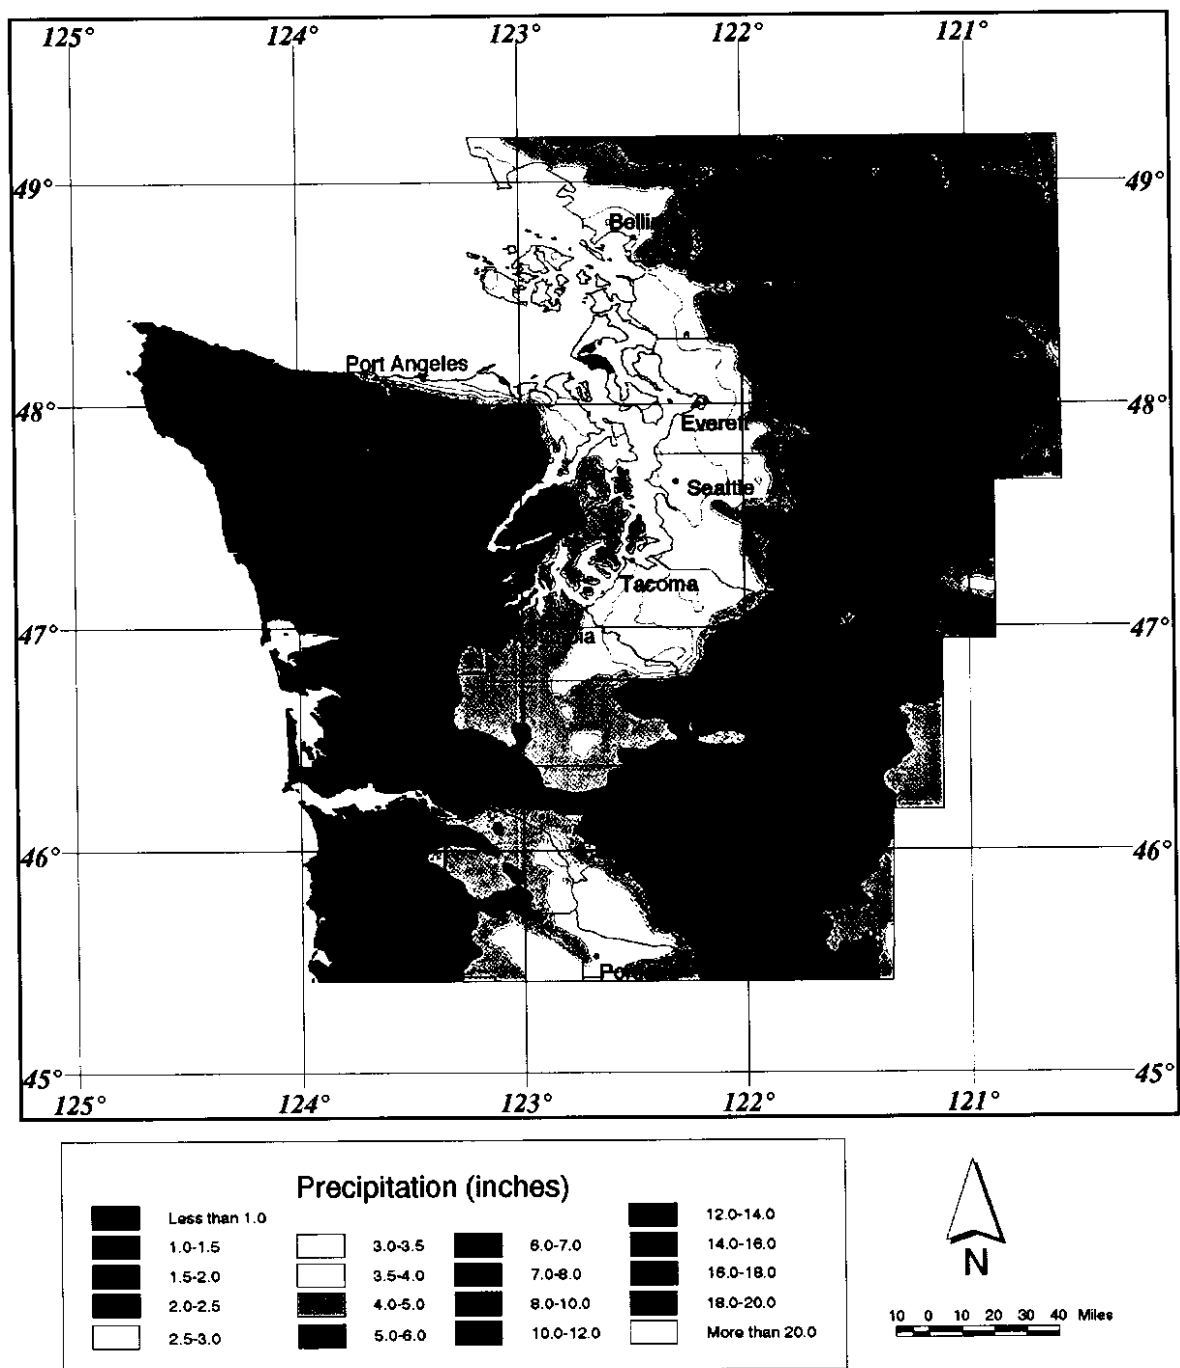 125° 124° 123° 122° 121°
49° 49°
Bellin
Port Angeles
48° 48°
Everett
Seattle
Tacoma
47° 47°
46° 46°
45° 45°
125° 124° 123° 122° 121°
Precipitation (inches)
Less than 1.0 12.0-14.0
1.0-1.5 3.0-3.5 6.0-7.0 14.0-16.0
1.5-2.0 3.5-4.0 7.0-8.0 16.0-18.0
2.0-2.5 4.0-5.0 8.0-10.0 18.0-20.0
2.5-3.0 5.0-6.0 10.0-12.0 More than 20.0
N
10 0 10 20 30 40 Miles